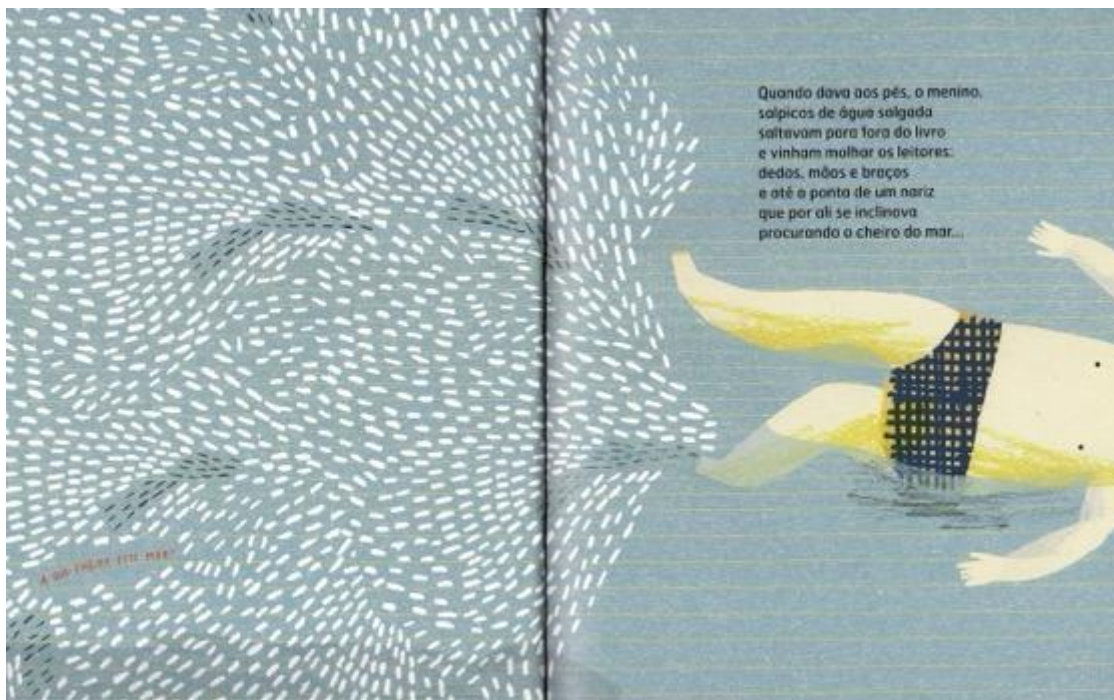 Quando dava aos pés, o menino,
salpicos de água salgada
saltavam para fora do livro
e vinham molhar os leitores:
dedos, mãos e braços
e até a ponta de um nariz
que por ali se inclinava
procurando o cheiro do mar...